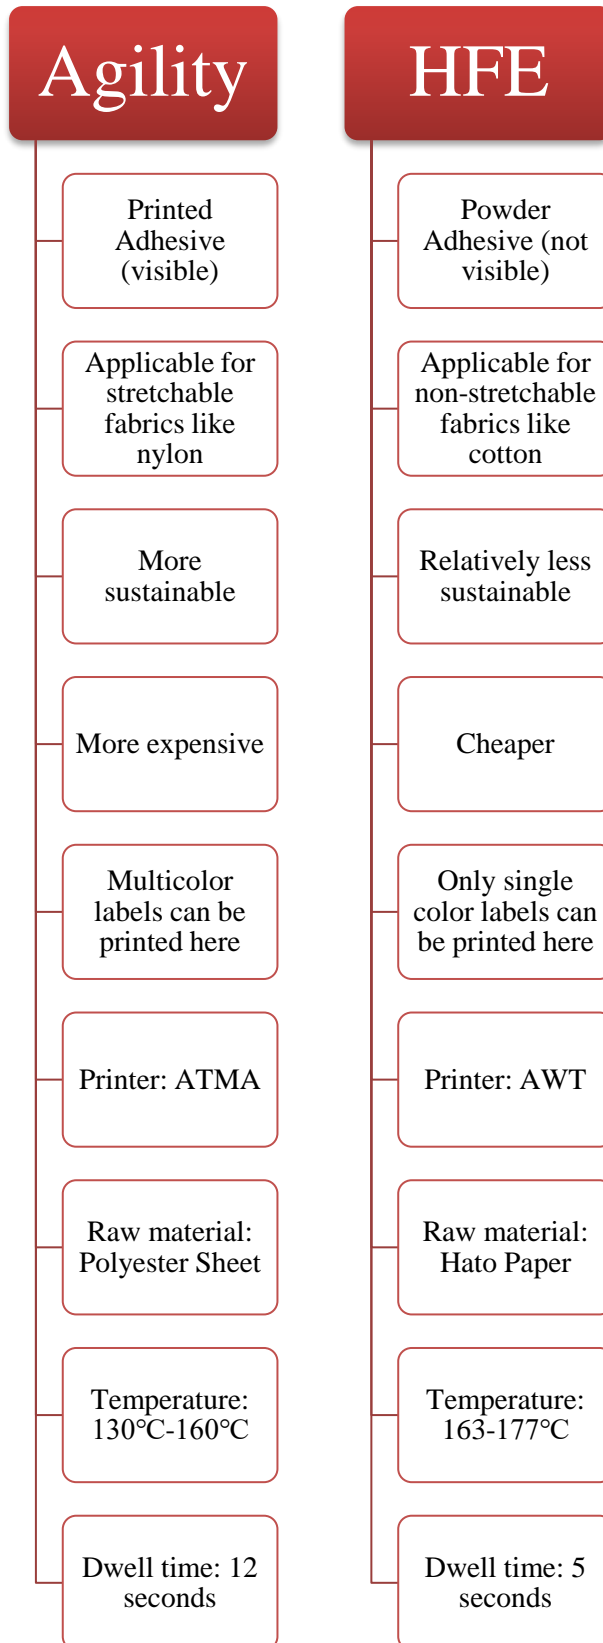 Agility
Printed
Adhesive
(visible)
Applicable for
stretchable
fabrics like
nylon
More
sustainable
More expensive
Multicolor
labels can be
printed here
Printer: ATMA
Raw material:
Polyester Sheet
Temperature:
130℃-160℃
Dwell time: 12
seconds
HFE
Powder
Adhesive (not
visible)
Applicable for
non-stretchable
fabrics like
cotton
Relatively less
sustainable
Cheaper
Only single
color labels can
be printed here
Printer: AWT
Raw material:
Hato Paper
Temperature:
163-177℃
Dwell time: 5
seconds